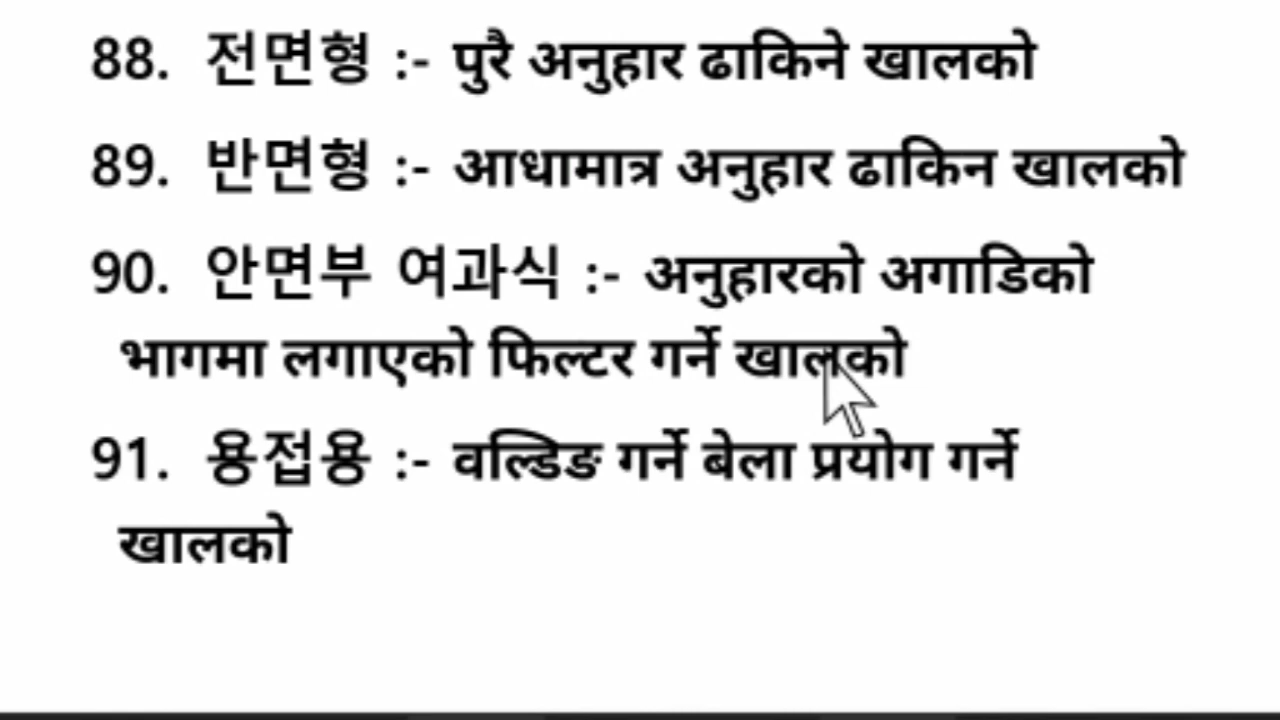 88. 전면형 :- पुरै अनुहार ढाकिने खालको
89. 반면형 :- आधामात्र अनुहार ढाकिन खालको
90. 안면부 여과식 :- अनुहारको अगाडिको
भागमा लगाएको फिल्टर गर्ने खालको
91. 용접용 :- वल्डिङ गर्ने बेला प्रयोग गर्ने
खालको